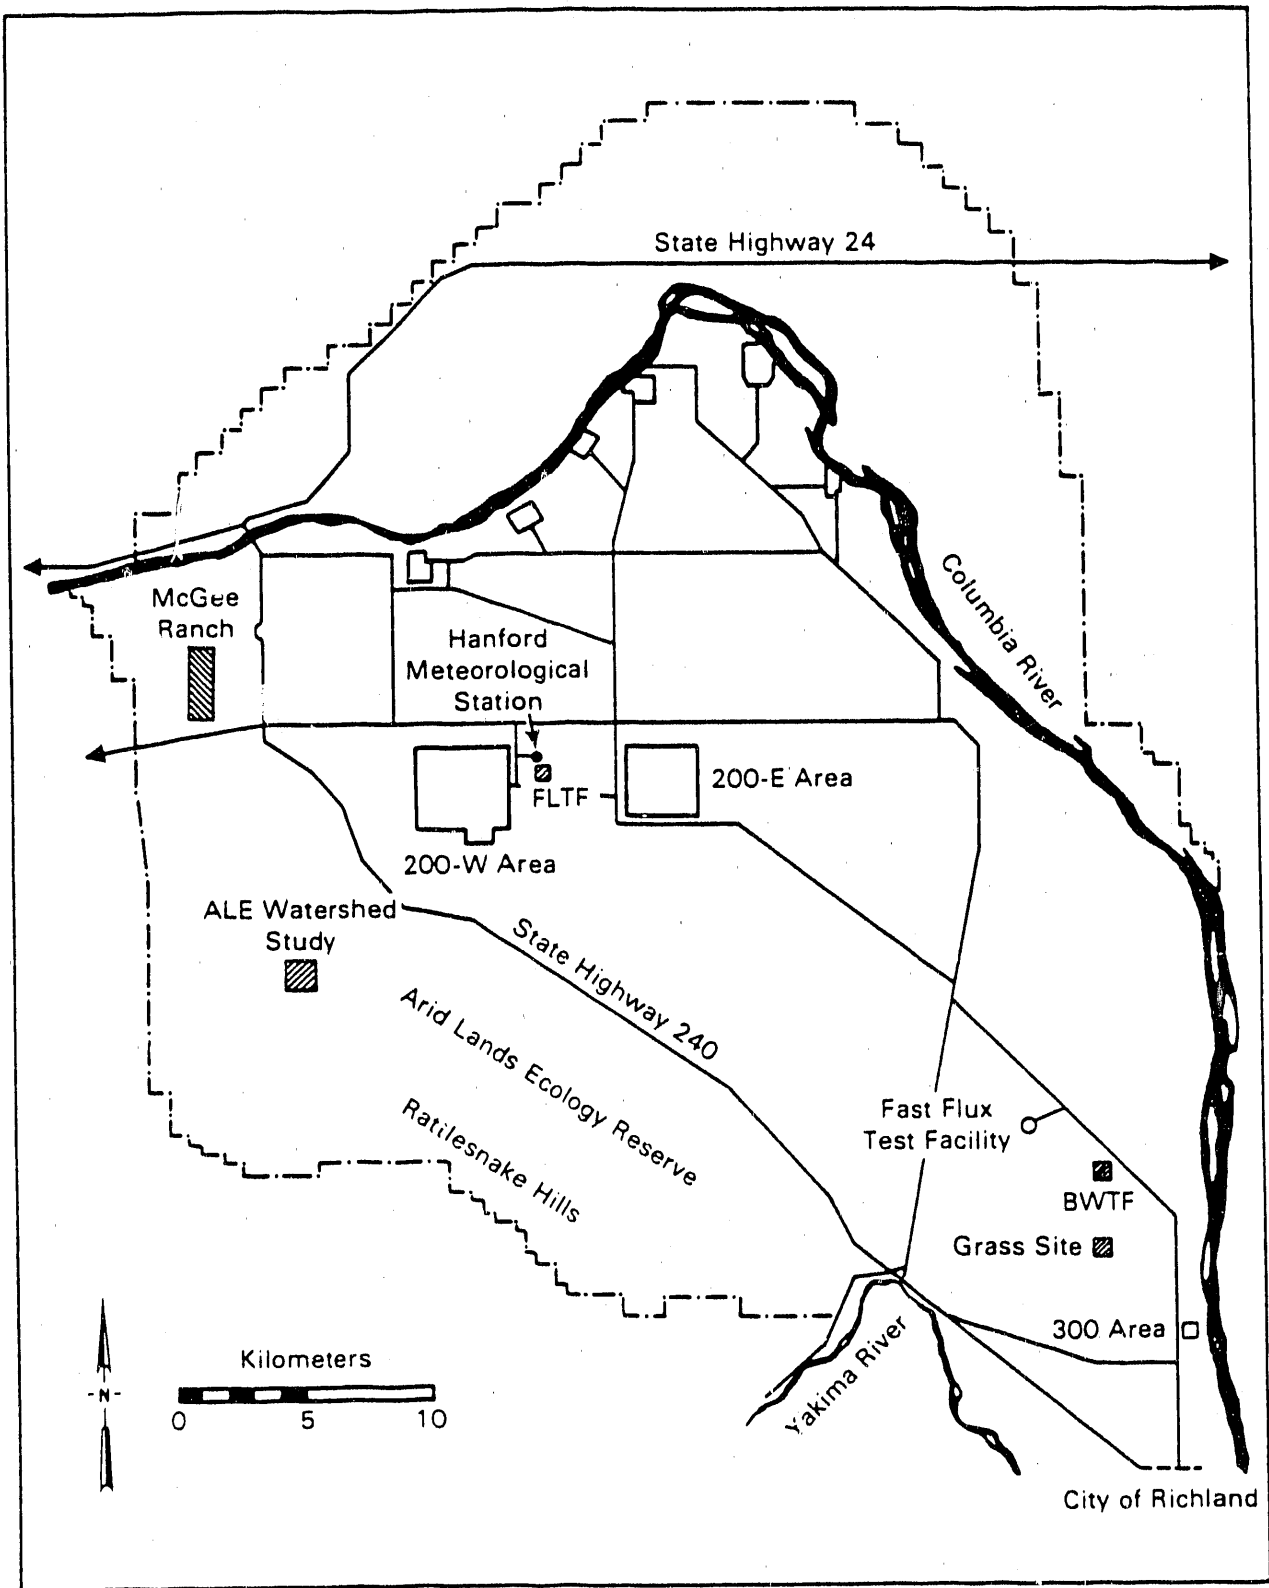 State Highway 24
Columbia River
McGee
Ranch
Hanford
Meteorological
Station
FLTF
200-E Area
200-W Area
ALE Watershed
Study
State Highway 240
Arid Lands Ecology Reserve
Ratilesnake Hills
Fast Flux
Test Facility
BWTF
Grass Site
300 Area
Yakima River
Kilometers
-N-
0 5 10
City of Richland